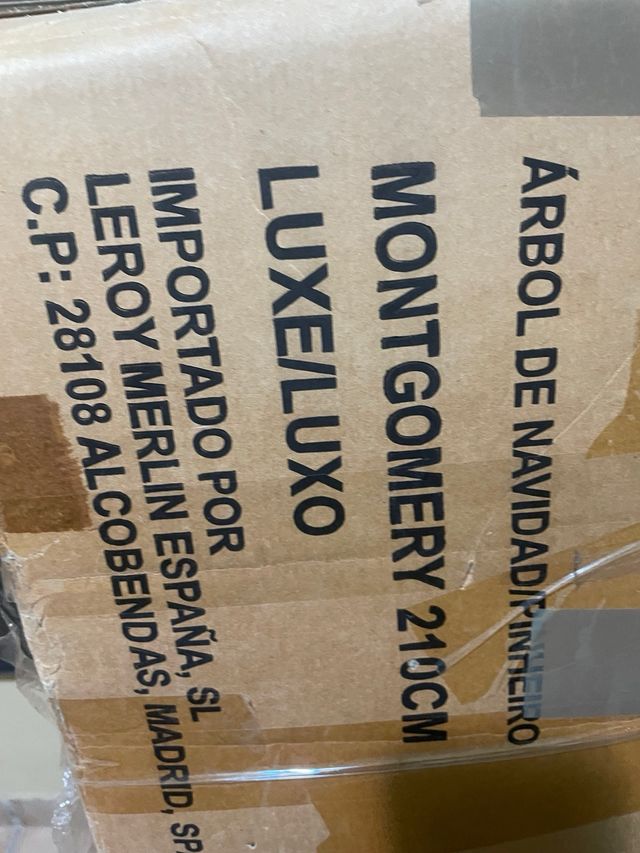 ÁRBOL DE NAVIDAD/PINHEIRO
MONTGOMERY 210CM
LUXE/LUXO
IMPORTADO POR
LEROY MERLIN ESPAÑA, SL
C.P: 28108 ALCOBENDAS, MADRID,